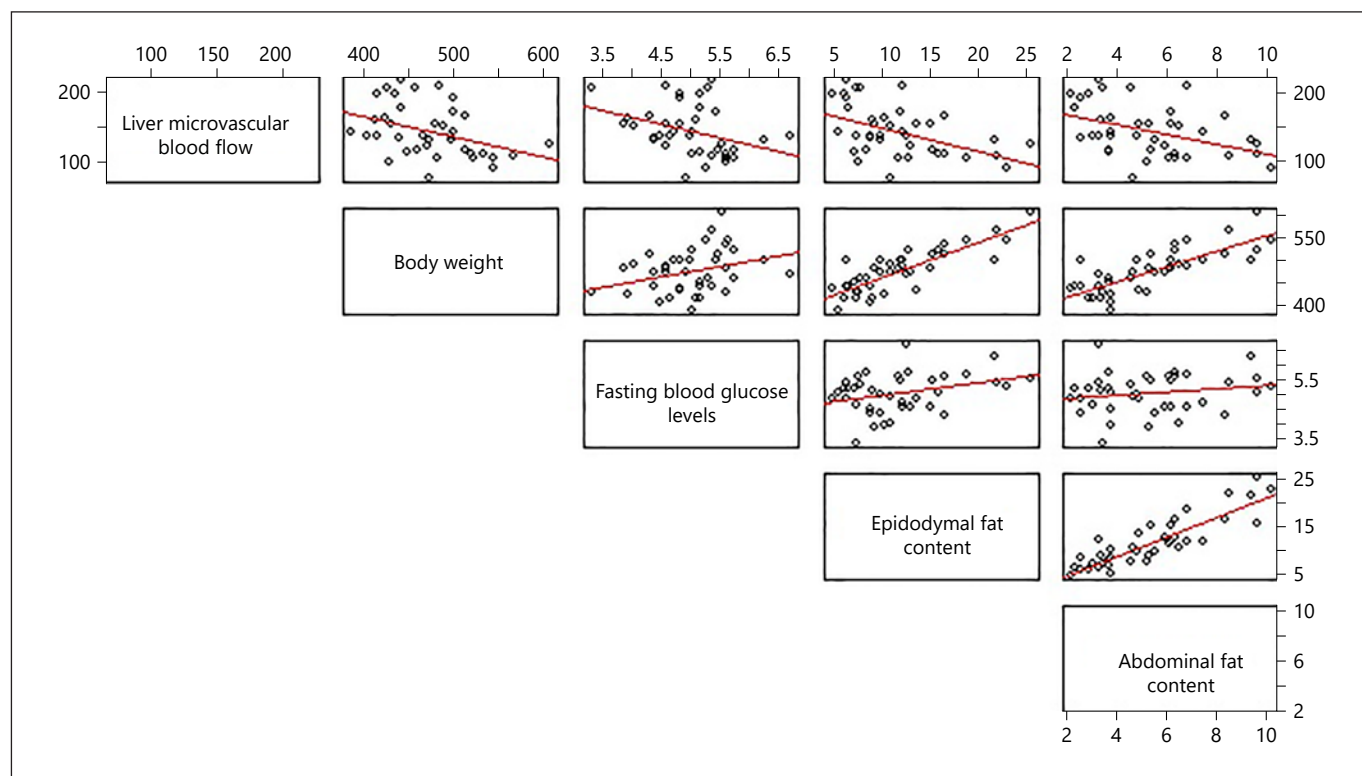 100 150 200 400 500 600 3.5 4.5 5.5 6.5 5 10 15 20 25 2 4 6 8 10
200 Liver microvascular 200
100 blood flow 100
Body weight 550
400
Fasting blood glucose 5.5
levels 3.5
25
Epidodymal fat 15
content 5
10
Abdominal fat 6
content
2
2 4 6 8 10